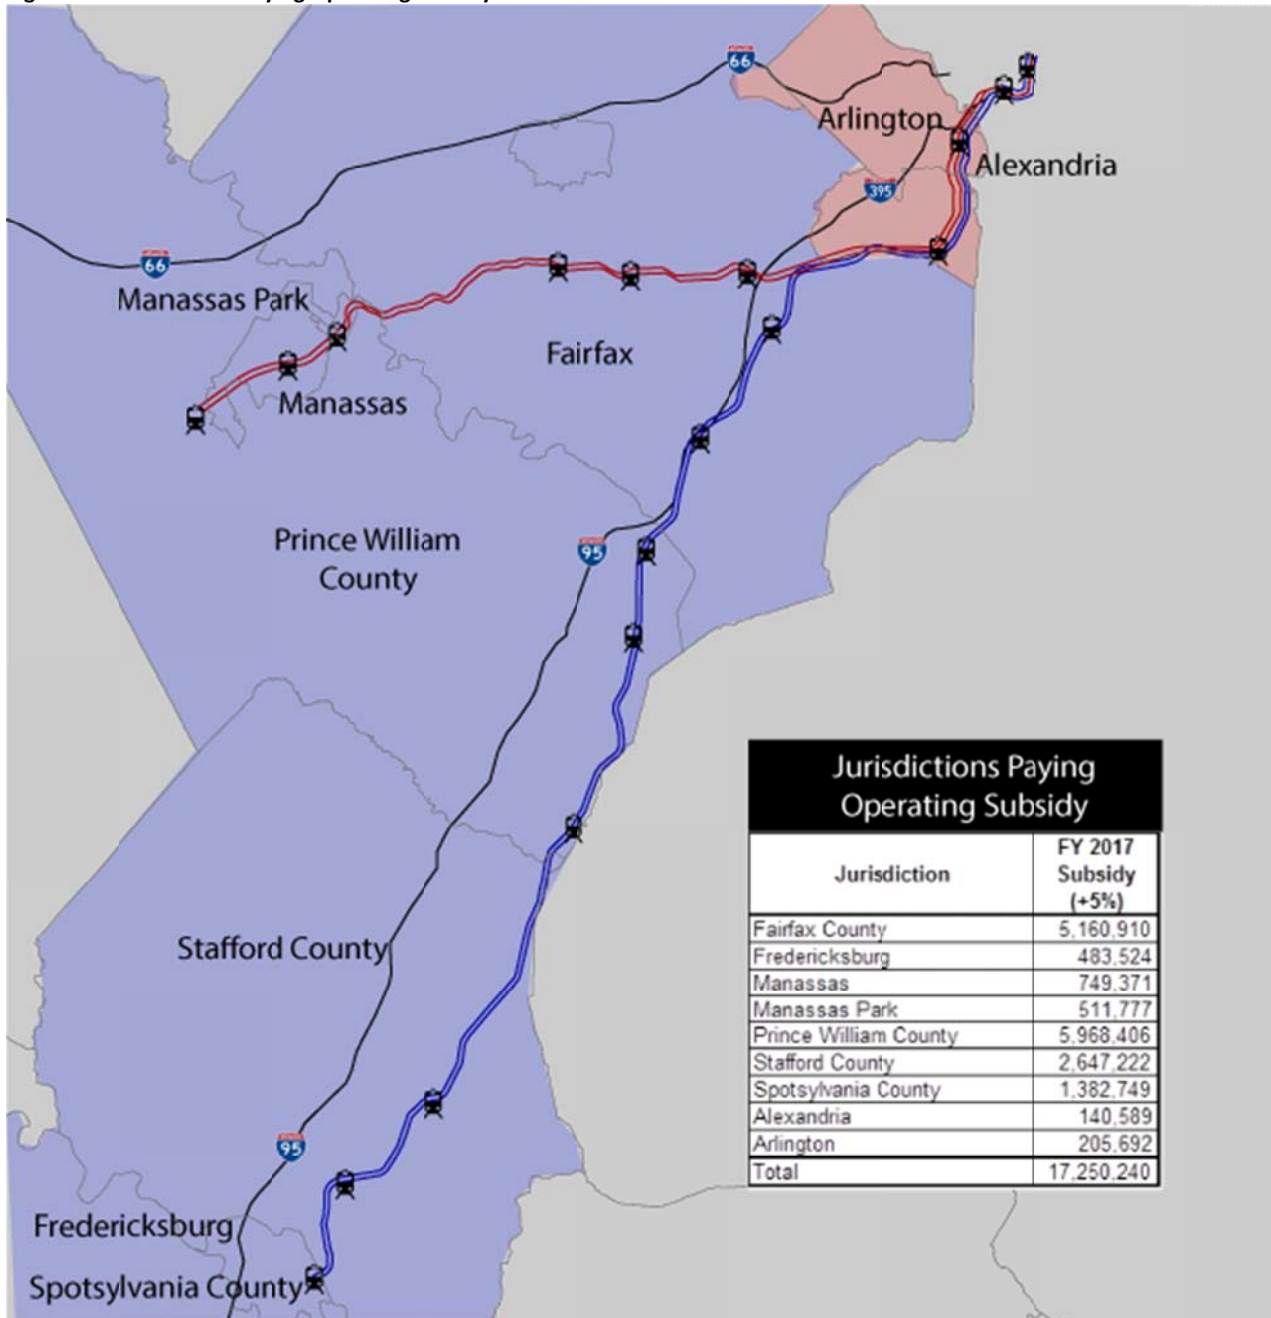 66
Arlington
Alexandria
395
66
Manassas Park
Fairfax
Manassas
Prince William
County
95
Jurisdictions Paying
Operating Subsidy
Jurisdiction
FY 2017
Subsidy
(+5%)
Fairfax County 5,160,910
Fredericksburg 483,524
Manassas 749,371
Manassas Park 511,777
Prince William County 5,968,406
Stafford County 2,647,222
Spotsylvania County 1,382,749
Alexandria 140,589
Arlington 205,692
Total 17,250,240
Stafford County
95
Fredericksburg
Spotsylvania County